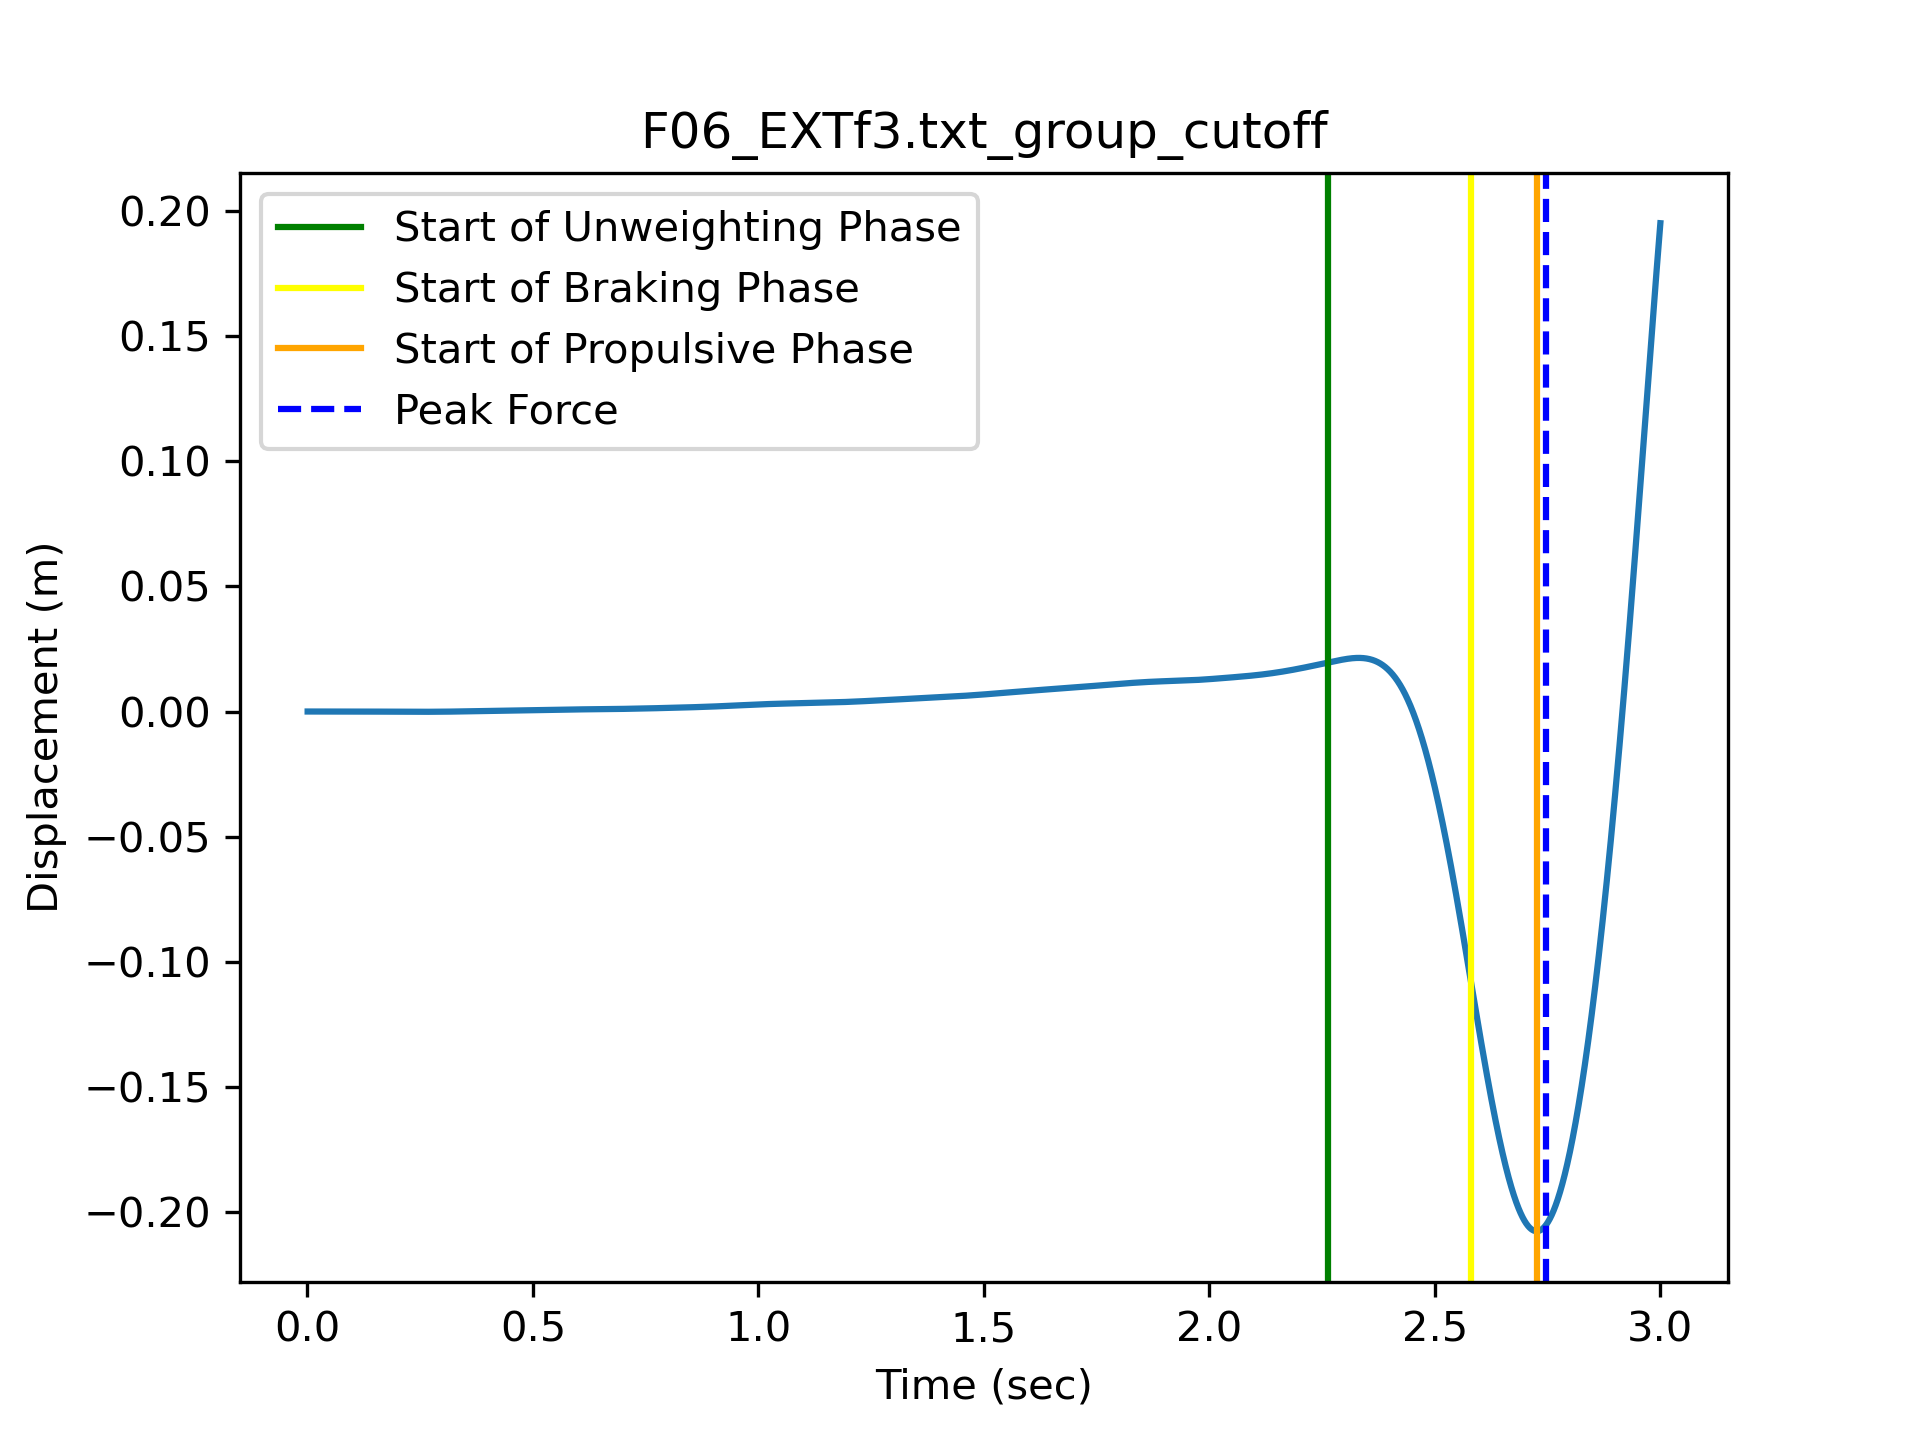 F06_EXTf3.txt_group_cutoff
Start of Unweighting Phase
Start of Braking Phase
Start of Propulsive Phase
Peak Force
0.20
0.15
0.10
0.05
0.00
−0.05
−0.10
−0.15
−0.20
Displacement (m)
0.0 0.5 1.0 1.5 2.0 2.5 3.0
Time (sec)